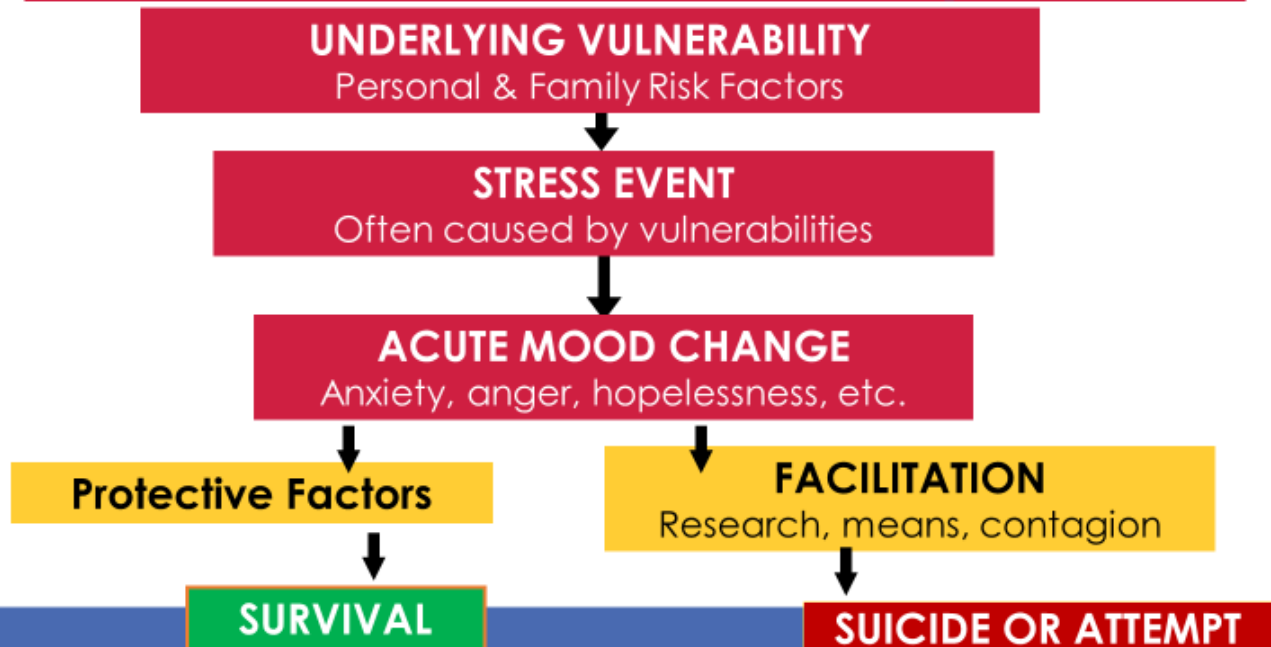 UNDERLYING VULNERABILITY
Personal & Family Risk Factors
STRESS EVENT
Often caused by vulnerabilities
ACUTE MOOD CHANGE
Anxiety, anger, hopelessness, etc.
Protective Factors
FACILITATION
Research, means, contagion
SURVIVAL
SUICIDE OR ATTEMPT